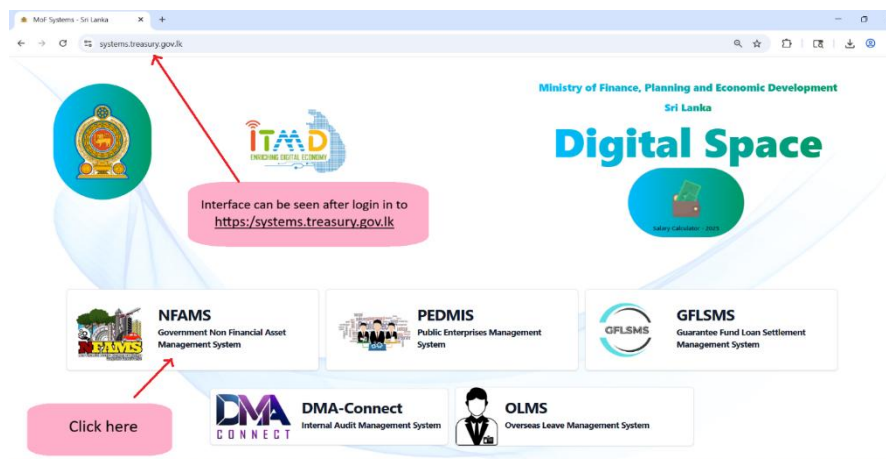 MoF Systems - Sri Lanka
systems.treasury.gov.lk
Ministry of Finance, Planning and Economic Development
Sri Lanka
Digital Space
ITMD
ENRICHING DIGITAL ECONOMY
Salary Calculator - 2025
Interface can be seen after login in to
https:/systems.treasury.gov.lk
NFAMS
NFAMS
Government Non Financial Asset
Management System
PEDMIS
Public Enterprises Management
System
GFLSMS
GFLSMS
Guarantee Fund Loan Settlement
Management System
Click here
DMA
CONNECT
DMA-Connect
Internal Audit Management System
OLMS
Overseas Leave Management System